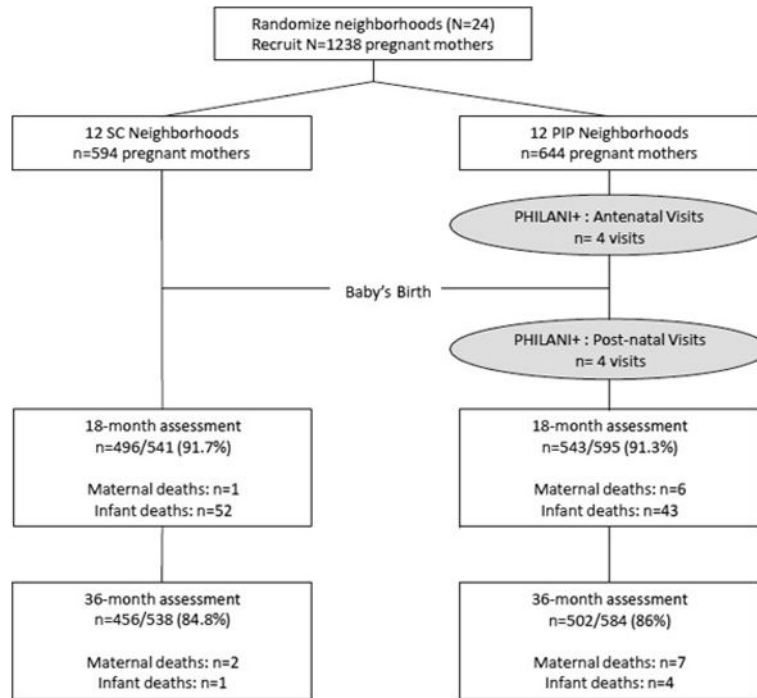 Randomize neighborhoods (N=24)
Recruit N=1238 pregnant mothers
12 SC Neighborhoods
n=594 pregnant mothers
12 PIP Neighborhoods
n=644 pregnant mothers
PHILANI+ : Antenatal Visits
n= 4 visits
Baby's Birth
PHILANI+ : Post-natal Visits
n= 4 visits
18-month assessment
n=496/541 (91.7%)
Maternal deaths: n=1
Infant deaths: n=52
18-month assessment
n=543/595 (91.3%)
Maternal deaths: n=6
Infant deaths: n=43
36-month assessment
n=456/538 (84.8%)
Maternal deaths: n=2
Infant deaths: n=1
36-month assessment
n=502/584 (86%)
Maternal deaths: n=7
Infant deaths: n=4